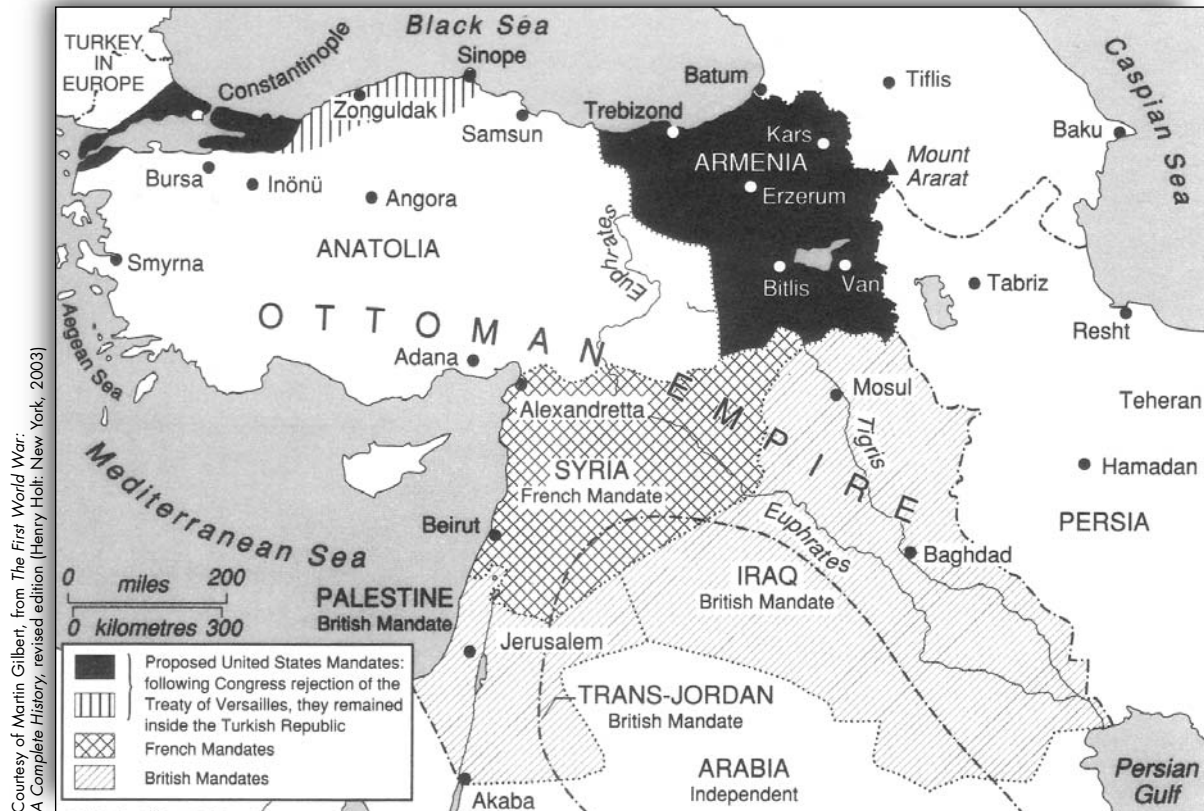 Black Sea
Caspian Sea
TURKEY
IN
EUROPE
Constantinople
Sinope
Zonguldak
Samsun
Trebizond
Batum
Tiflis
Baku
Kars
ARMENIA
Mount
Ararat
Erzerum
Bursa
Inönü
Angora
ANATOLIA
Smyrna
Euphrates
Bitlis
Van
Tabriz
Resht
Aegean Sea
OTTOMAN EMPIRE
Adana
Alexandretta
Mosul
Tigris
Teheran
Hamadan
PERSIA
SYRIA
French Mandate
Mediterranean Sea
Beirut
Euphrates
Baghdad
IRAQ
British Mandate
0 miles 200
0 kilometres 300
PALESTINE
British Mandate
Jerusalem
TRANS-JORDAN
British Mandate
ARABIA
Independent
Akaba
Persian
Gulf
Proposed United States Mandates:
following Congress rejection of the
Treaty of Versailles, they remained
inside the Turkish Republic
French Mandates
British Mandates
Courtesy of Martin Gilbert, from The First World War:
A Complete History, revised edition (Henry Holt: New York, 2003)